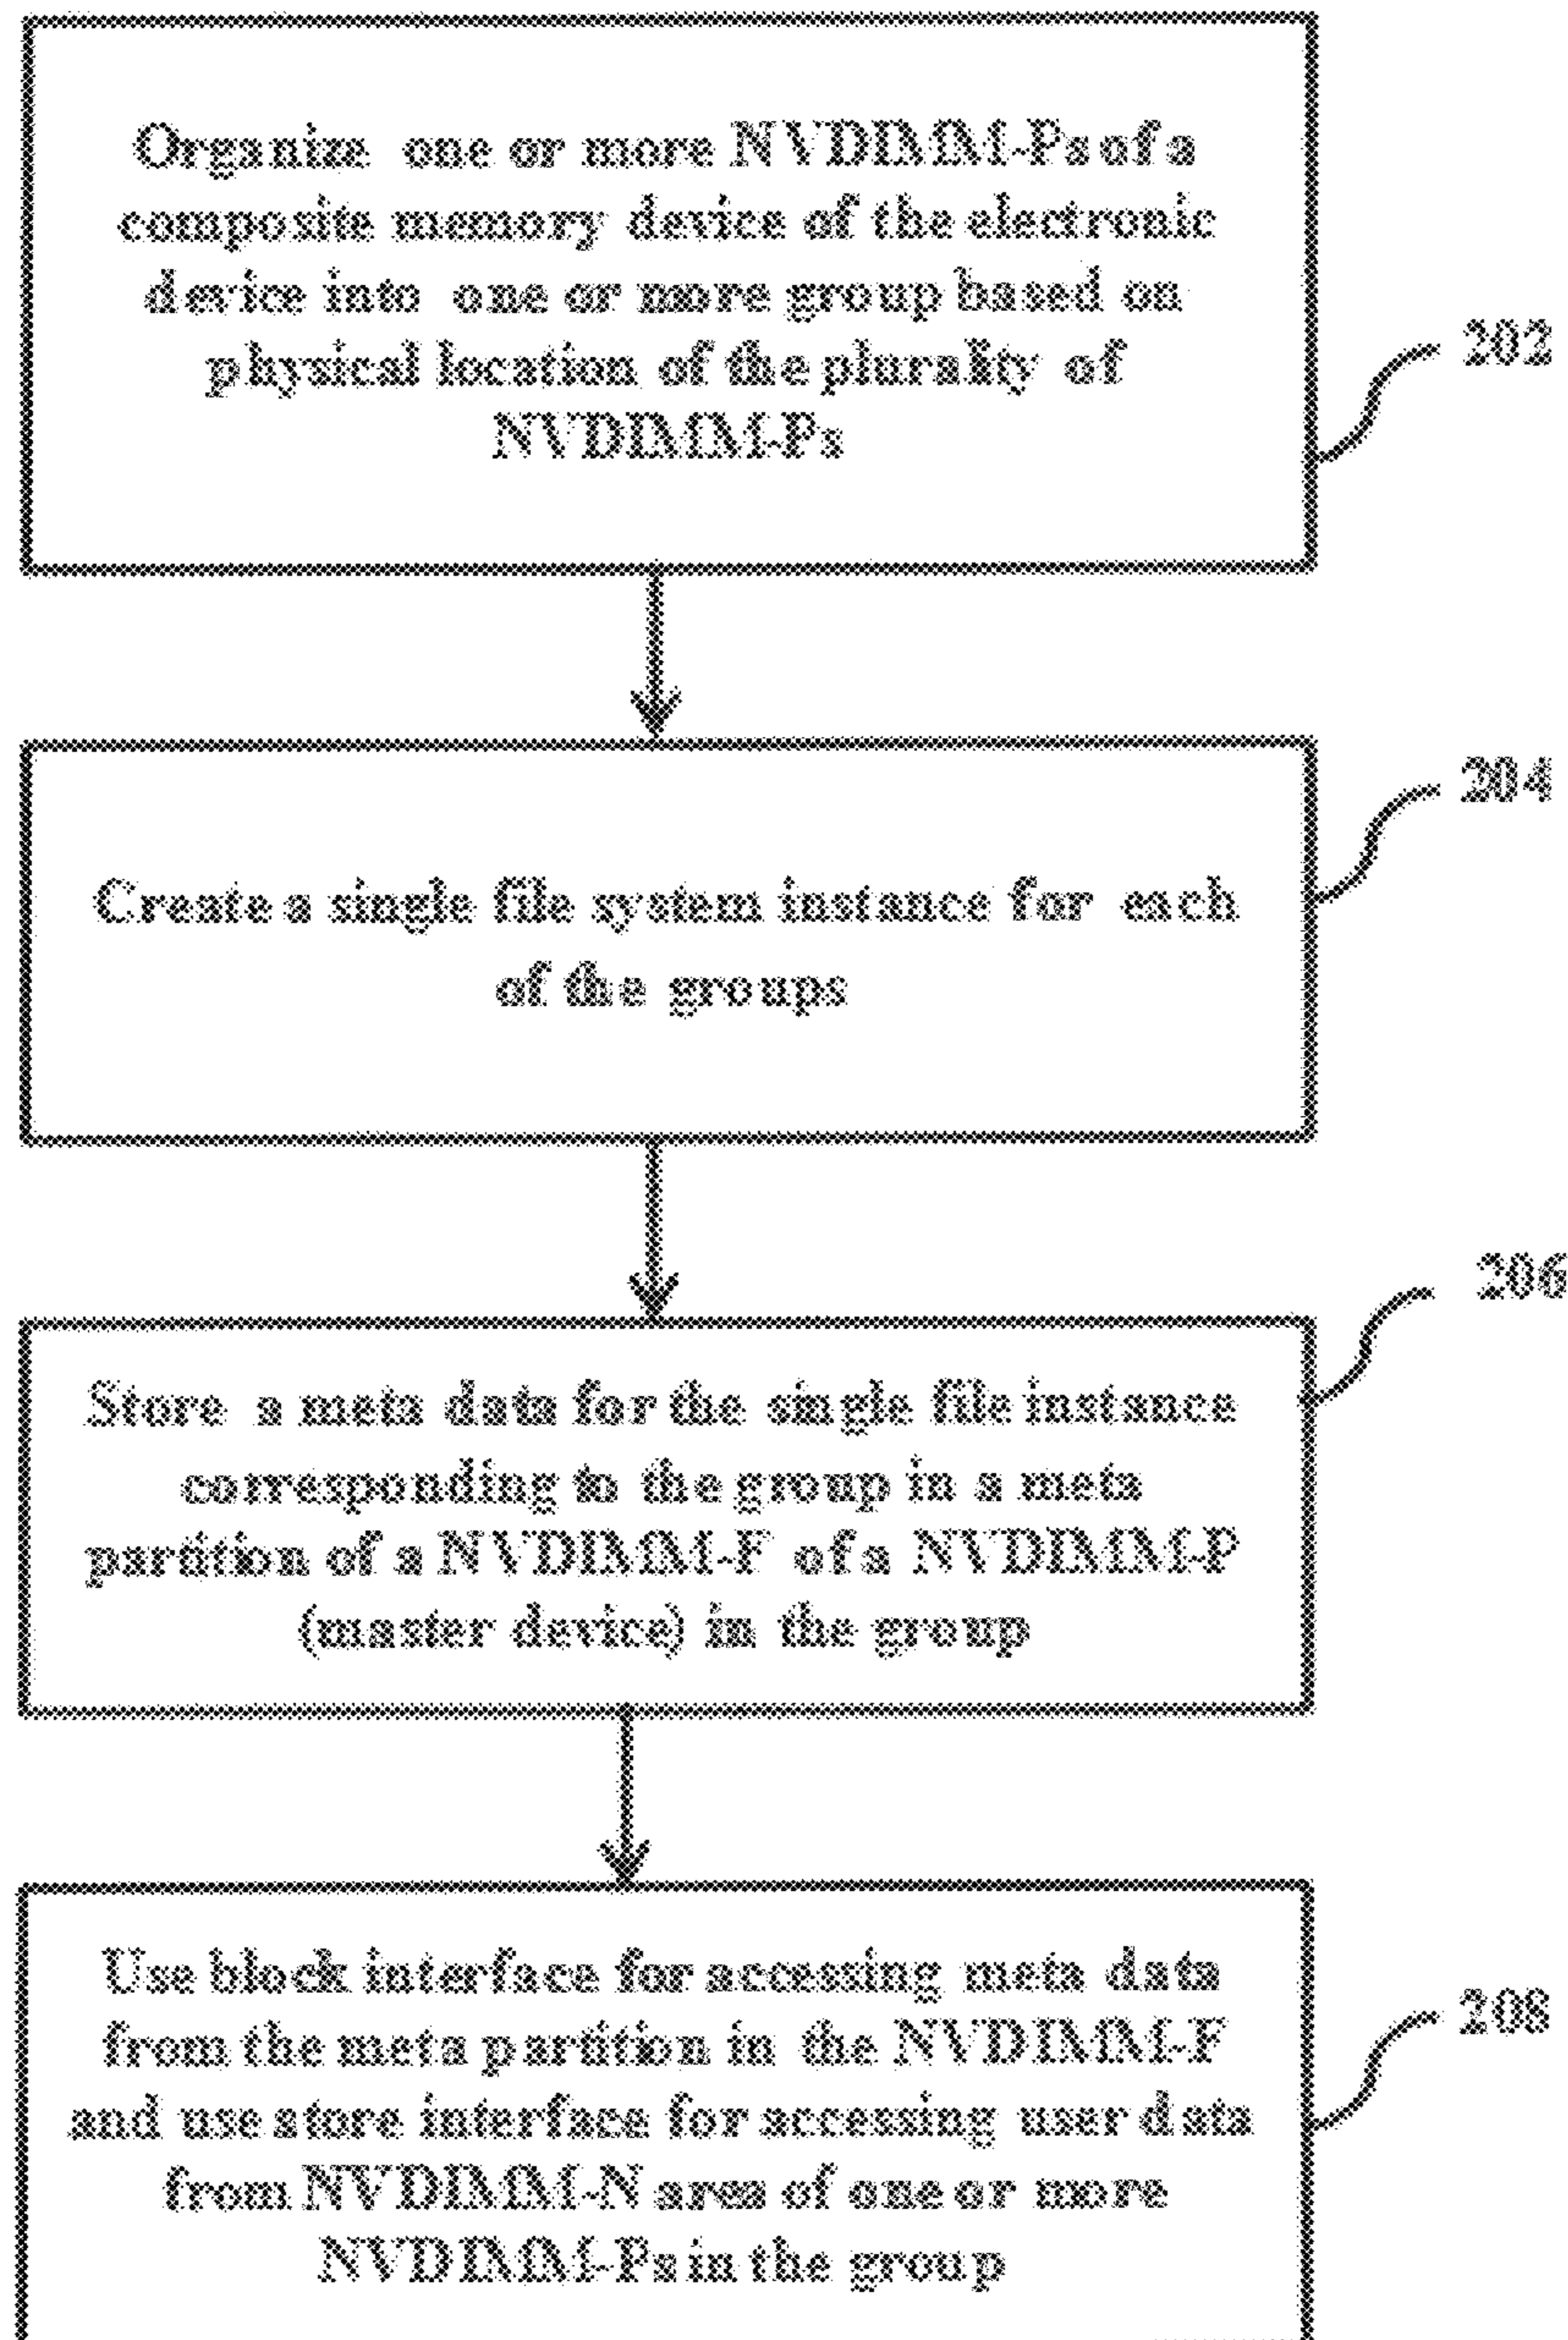 Organize one or more NVDIMM-Ps of a
composite memory device of the electronic
device into one or more group based on
physical location of the plurality of
NVDIMM-Ps
202
Create a single file system instance for each
of the groups
204
Store a meta data for the single file instance
corresponding to the group in a meta
partition of a NVDIMM-F of a NVDIMM-P
(master device) in the group
206
Use block interface for accessing meta data
from the meta partition in the NVDIMM-F
and use store interface for accessing user data
from NVDIMM-N area of one or more
NVDIMM-Ps in the group
208